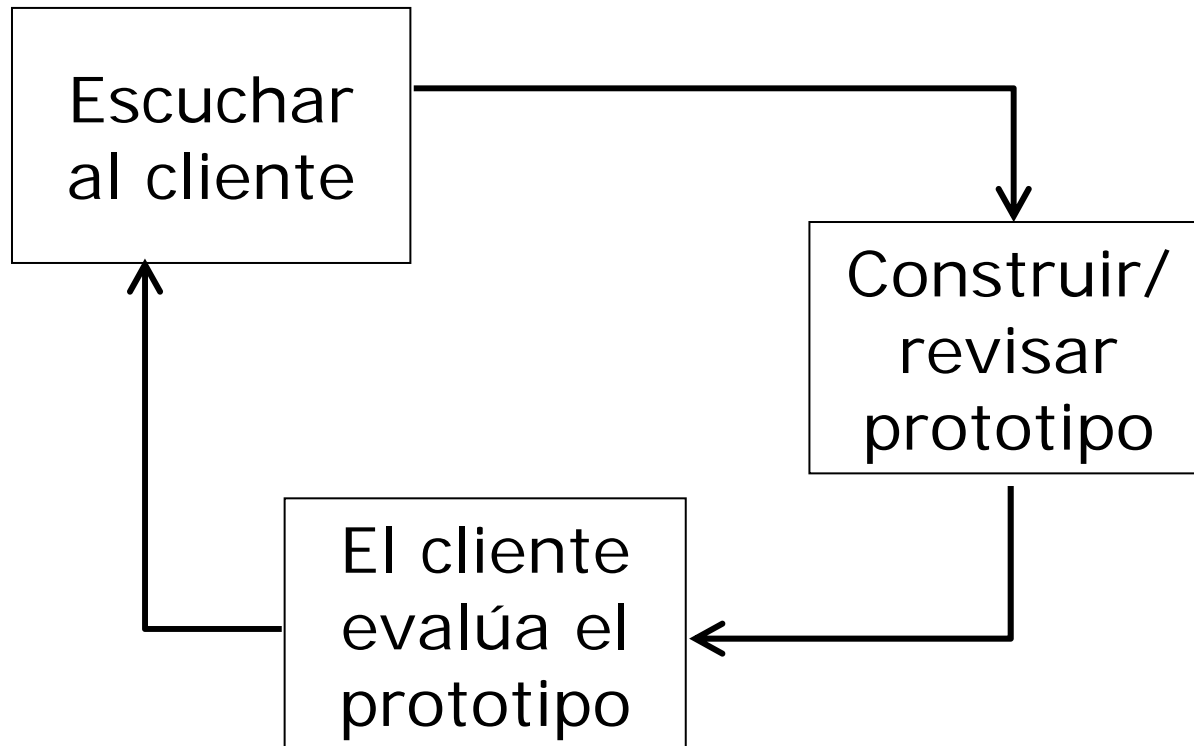 Escuchar
al cliente
Construir/
revisar
prototipo
El cliente
evalúa el
prototipo